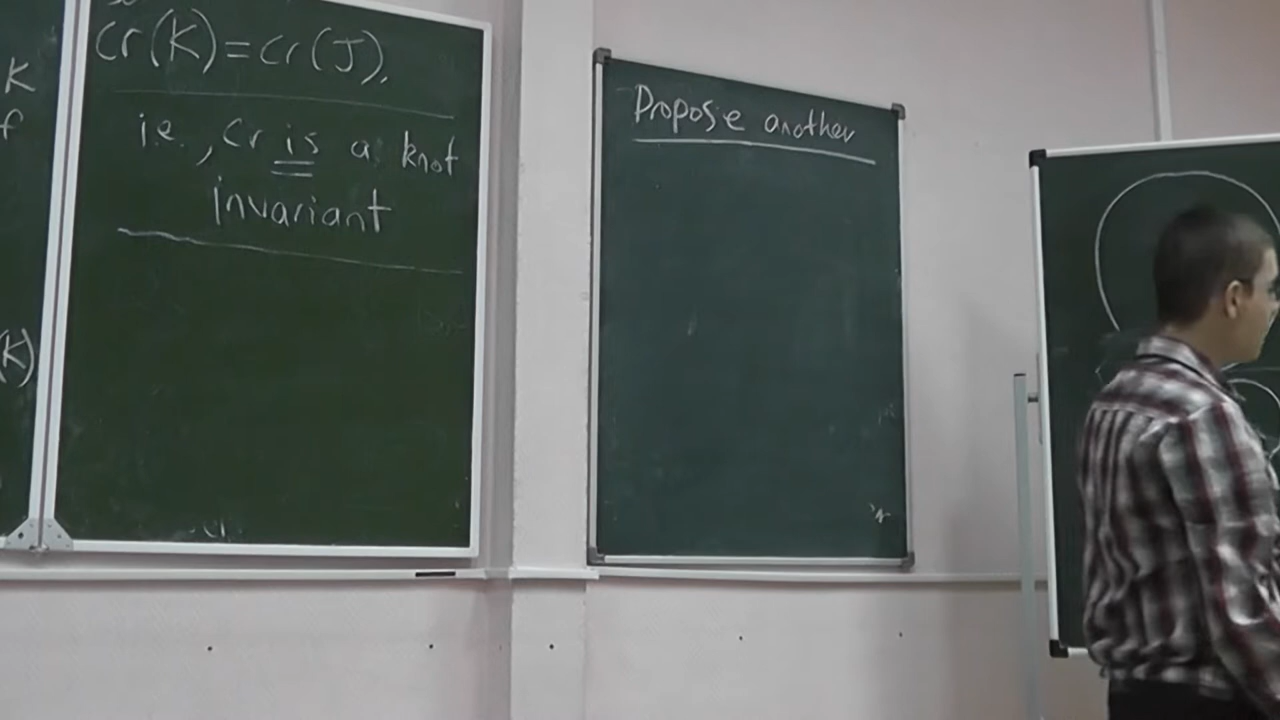 K
f
(K)
cr(K)=cr(J).
i.e., Cr is a knot
invariant
Propose another